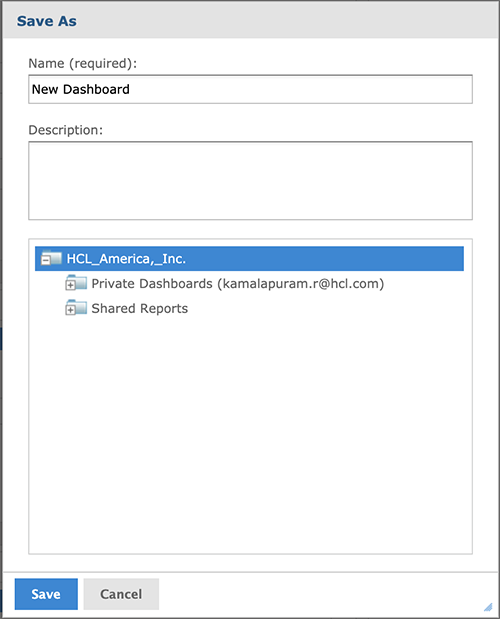 Save As
Name (required):
New Dashboard
Description:
HCL_America,_Inc.
Private Dashboards (kamalapuram.r@hcl.com)
Shared Reports
Save
Cancel